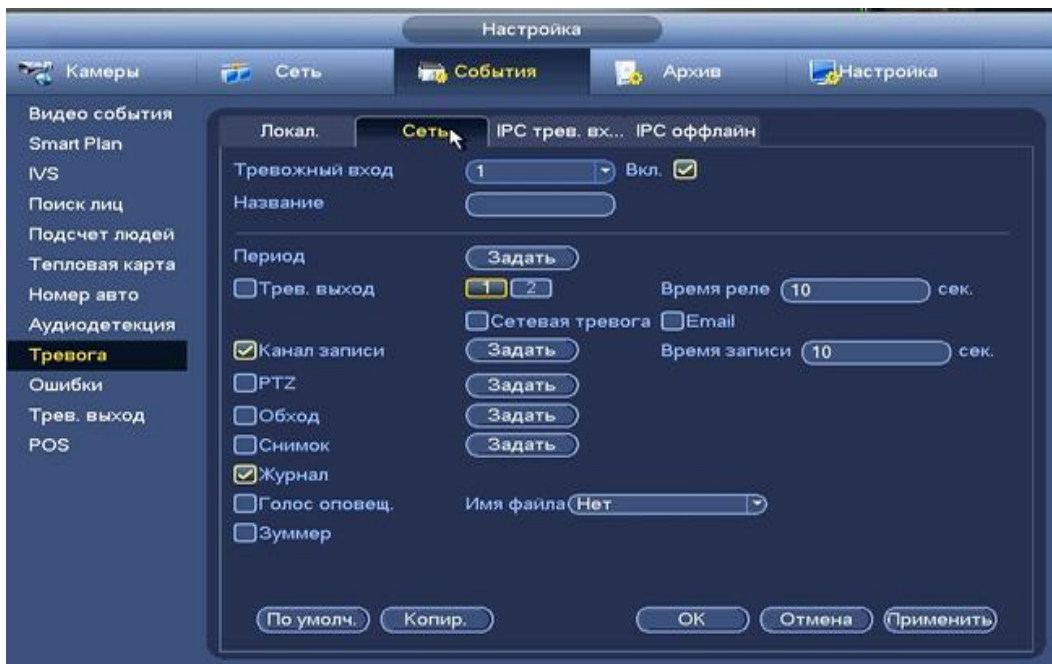 Настройка
Камеры Сеть События Архив Настройка
Видео события
Smart Plan
IVS
Поиск лиц
Подсчет людей
Тепловая карта
Номер авто
Аудиодетекция
Тревога
Ошибки
Трев. выход
POS
Локал. Сеть IPC трев. вх... IPC оффлайн
Тревожный вход 1 Вкл.
Название
Период Задать
Трев. выход 1 2 Время реле 10 сек.
Сетевая тревога Email
Канал записи Задать Время записи 10 сек.
PTZ Задать
Обход Задать
Снимок Задать
Журнал
Голос оповещ. Имя файла Нет
Зуммер
По умолч. Копир. OK Отмена Применить